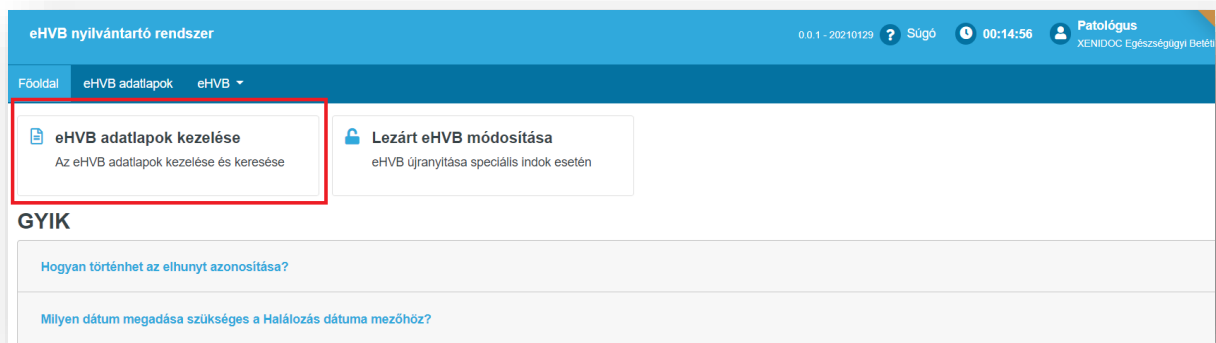 eHVB nyilvántartó rendszer
0.0.1 - 20210129 ? Súgó 00:14:56 Patológus
XENIDOC Egészségügyi Betéti
Főoldal eHVB adatlapok eHVB
eHVB adatlapok kezelése
Az eHVB adatlapok kezelése és keresése
Lezárt eHVB módosítása
eHVB újranyitása speciális indok esetén
GYIK
Hogyan történhet az elhunyt azonosítása?
Milyen dátum megadása szükséges a Halálozás dátuma mezőhöz?